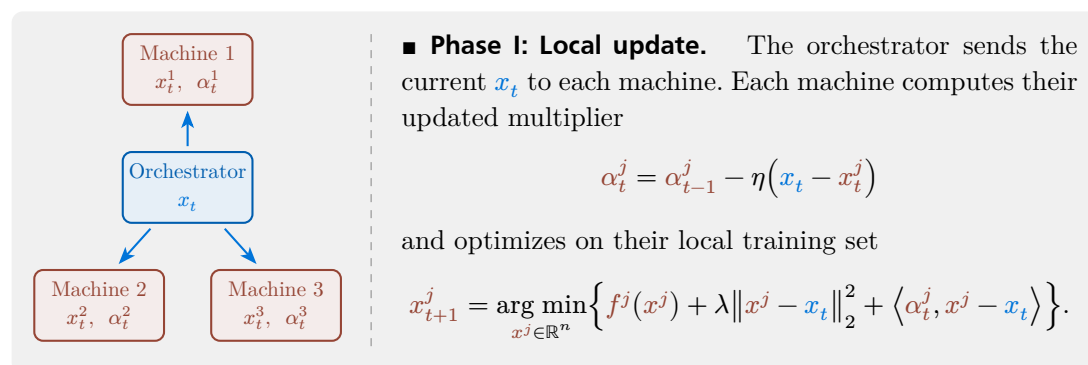 Machine 1
x_t^1, α_t^1
Orchestrator
x_t
Machine 2
x_t^2, α_t^2
Machine 3
x_t^3, α_t^3
■ Phase I: Local update. The orchestrator sends the
current x_t to each machine. Each machine computes their
updated multiplier
α_t^j = α_{t−1}^j − η(x_t − x_t^j)
and optimizes on their local training set
x_{t+1}^j = arg min_{x^j∈ℝ^n} {f^j(x^j) + λ‖x^j − x_t‖_2^2 + ⟨α_t^j, x^j − x_t⟩}.